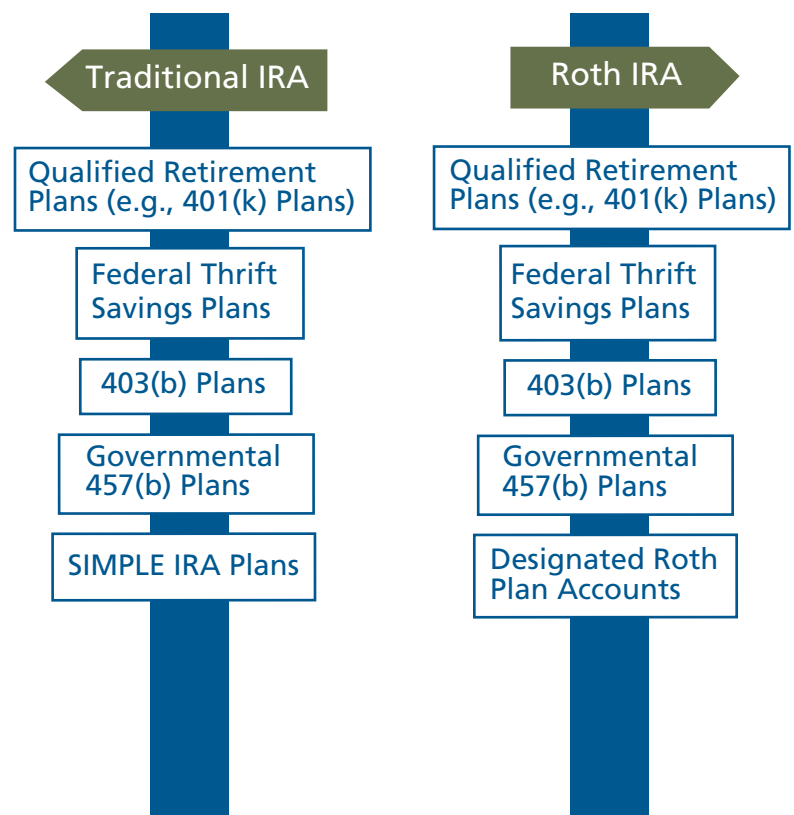 Traditional IRA
Qualified Retirement
Plans (e.g., 401(k) Plans)
Federal Thrift
Savings Plans
403(b) Plans
Governmental
457(b) Plans
SIMPLE IRA Plans
Roth IRA
Qualified Retirement
Plans (e.g., 401(k) Plans)
Federal Thrift
Savings Plans
403(b) Plans
Governmental
457(b) Plans
Designated Roth
Plan Accounts